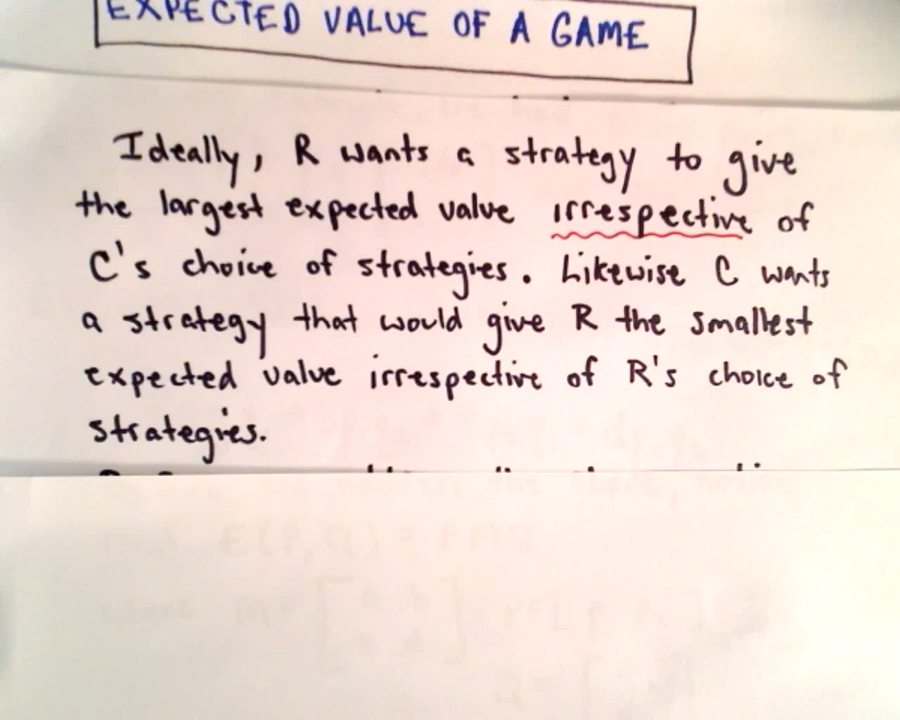 EXPECTED VALUE OF A GAME
Ideally, R wants a strategy to give
the largest expected value irrespective of
C's choice of strategies. Likewise C wants
a strategy that would give R the smallest
expected value irrespective of R's choice of
strategies.
E(P,Q) = PMQ